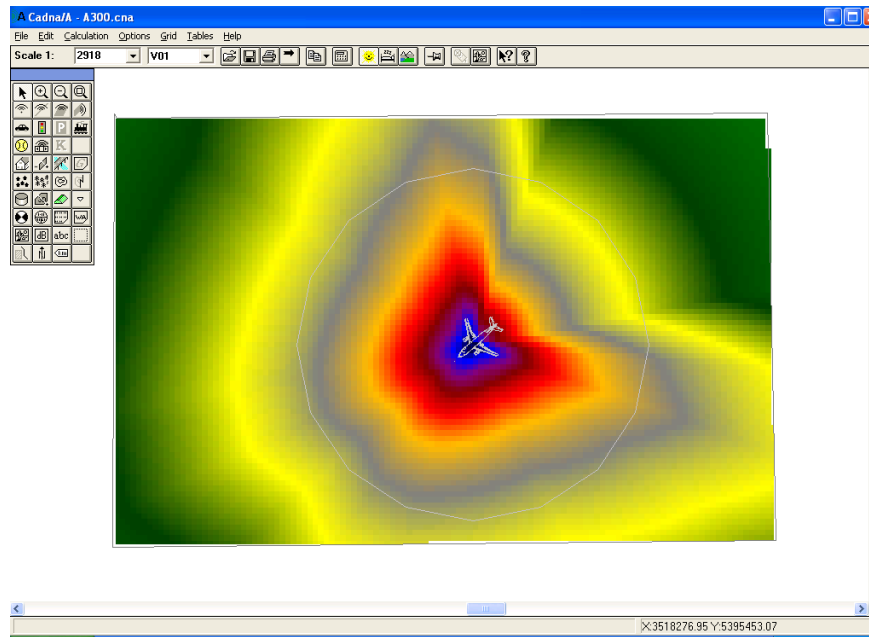 A Cadna/A - A300.cna
File Edit Calculation Options Grid Tables Help
Scale 1: 2918 V01
P
K
dB abc
X:3518276.95 Y:5395453.07